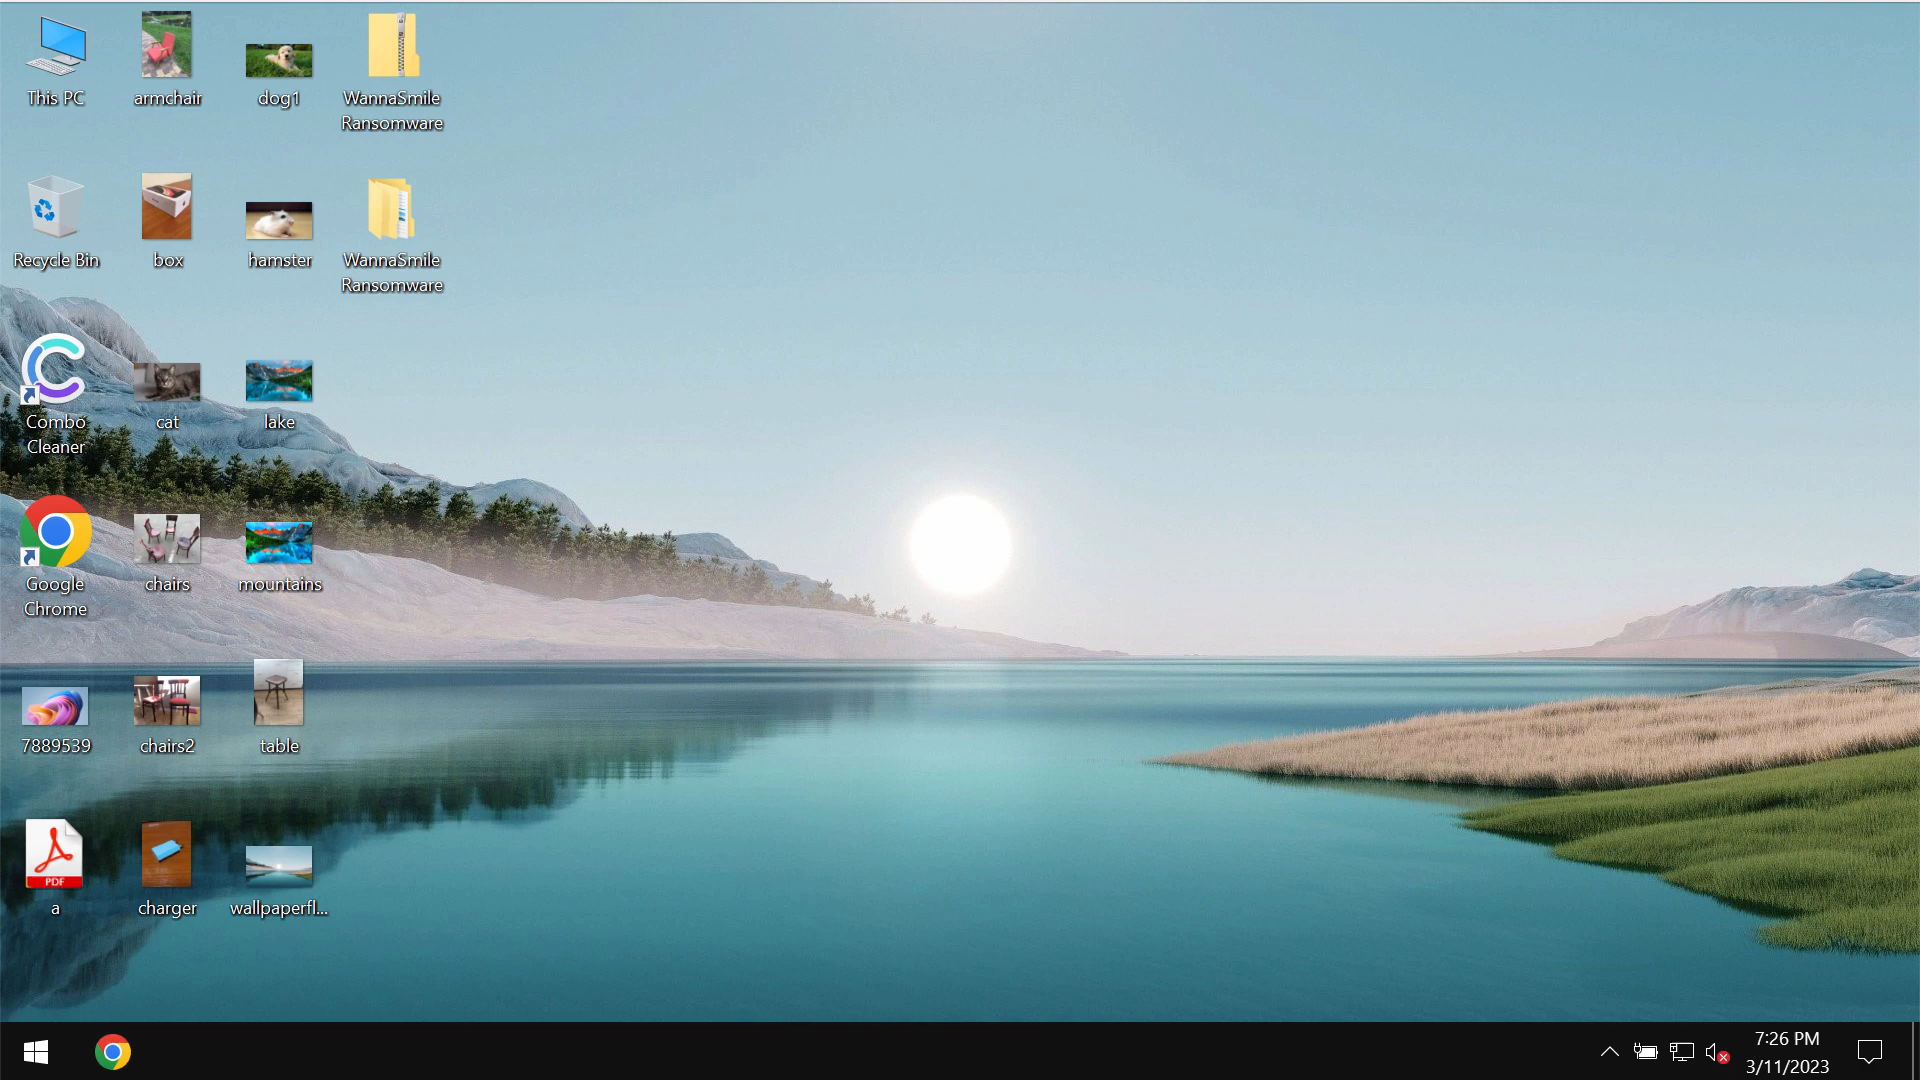 This PC
armchair
dog1
WannaSmile
Ransomware
Recycle Bin
box
hamster
WannaSmile
Ransomware
Combo
Cleaner
cat
lake
Google
Chrome
chairs
mountains
7889539
chairs2
table
PDF
a
charger
wallpaperfl...
7:26 PM
3/11/2023